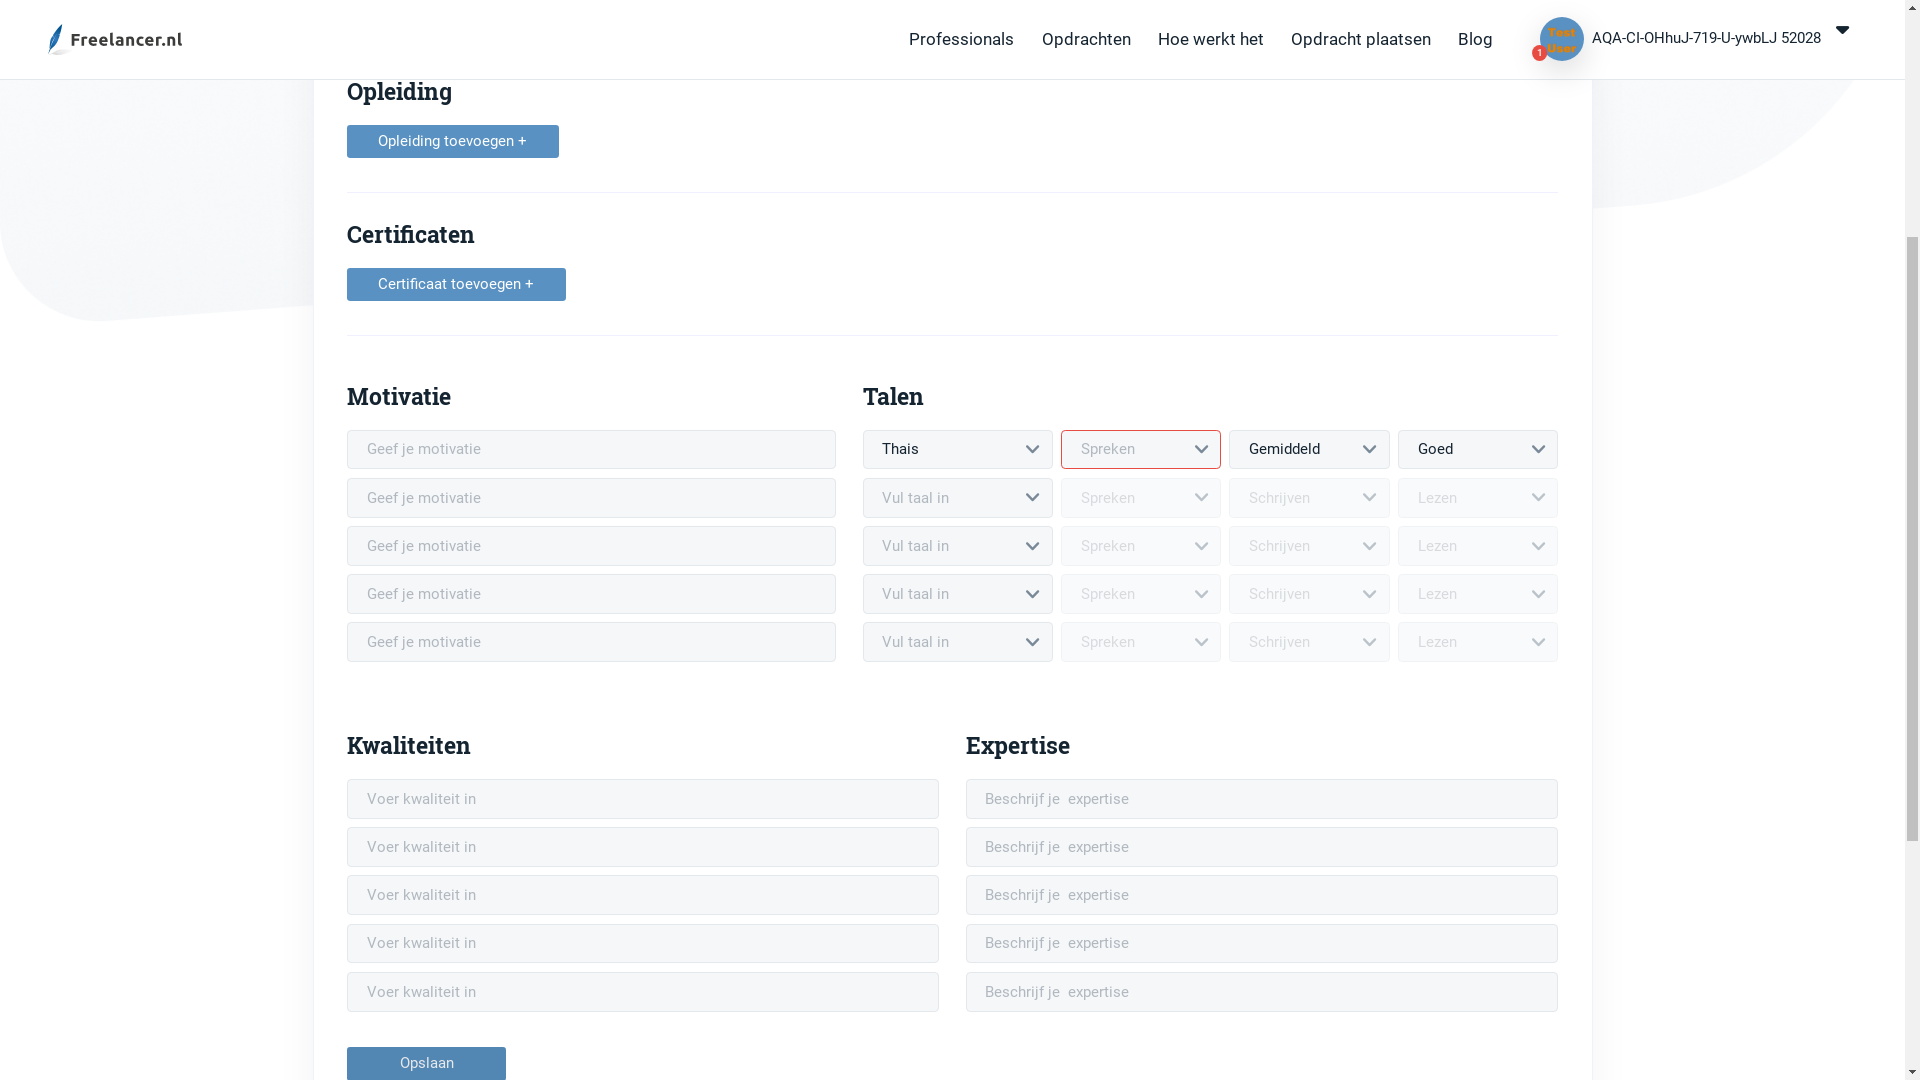 Freelancer.nl
Professionals Opdrachten Hoe werkt het Opdracht plaatsen Blog
Test User
1
AQA-CI-OHhuJ-719-U-ywbLJ 52028
Opleiding
Opleiding toevoegen +
Certificaten
Certificaat toevoegen +
Motivatie
Geef je motivatie
Geef je motivatie
Geef je motivatie
Geef je motivatie
Geef je motivatie
Talen
Thais Spreken Gemiddeld Goed
Vul taal in Spreken Schrijven Lezen
Vul taal in Spreken Schrijven Lezen
Vul taal in Spreken Schrijven Lezen
Vul taal in Spreken Schrijven Lezen
Kwaliteiten
Voer kwaliteit in
Voer kwaliteit in
Voer kwaliteit in
Voer kwaliteit in
Voer kwaliteit in
Expertise
Beschrijf je  expertise
Beschrijf je  expertise
Beschrijf je  expertise
Beschrijf je  expertise
Beschrijf je  expertise
Opslaan